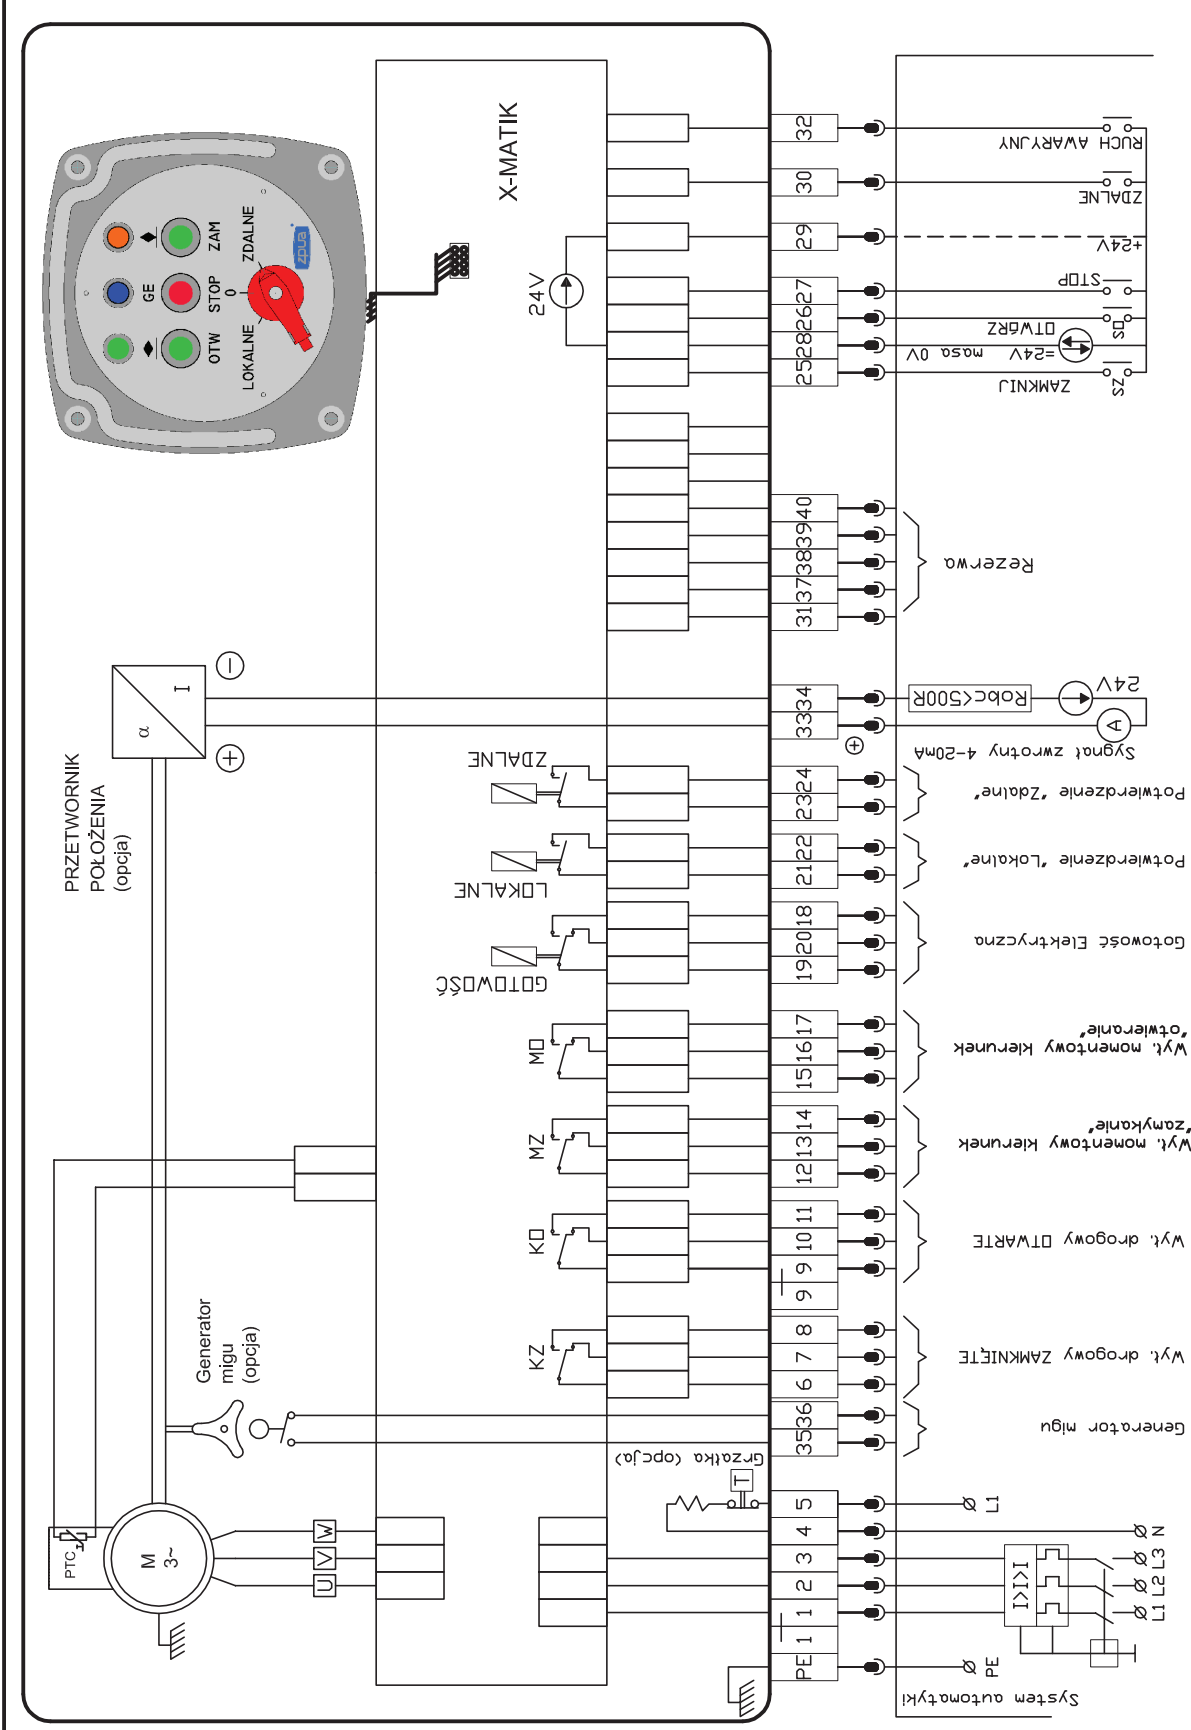 X-MATIK
OTW
STOP
ZAM
GE
LOKALNE
0
ZDALNE
zpua
24V
PRZETWORNIK
POŁOŻENIA
(opcja)
α
I
+
−
Generator
migu
(opcja)
PTC
M
3~
U
V
W
KZ
KO
MZ
MO
GOTOWOŚĆ
LOKALNE
ZDALNE
Grzałka (opcja)
T
PE
1
1
2
3
4
5
35
36
6
7
8
9
9
10
11
12
13
14
15
16
17
19
20
18
21
22
23
24
33
34
31
37
38
39
40
25
28
26
27
29
30
32
System automatyki
PE
L1
L2
L3
N
L1
I>I>I
Generator migu
Wył. drogowy ZAMKNIĘTE
Wył. drogowy OTWARTE
Wył. momentowy kierunek
"zamykanie"
Wył. momentowy kierunek
"otwieranie"
Gotowość Elektryczna
Potwierdzenie "Lokalne"
Potwierdzenie "Zdalne"
Sygnał zwrotny 4-20mA
+
A
24V
Robc<500R
Rezerwa
ZAMKNIJ
SZ
=24V masa 0V
OTWÓRZ
SO
STOP
+24V
ZDALNE
RUCH AWARYJNY